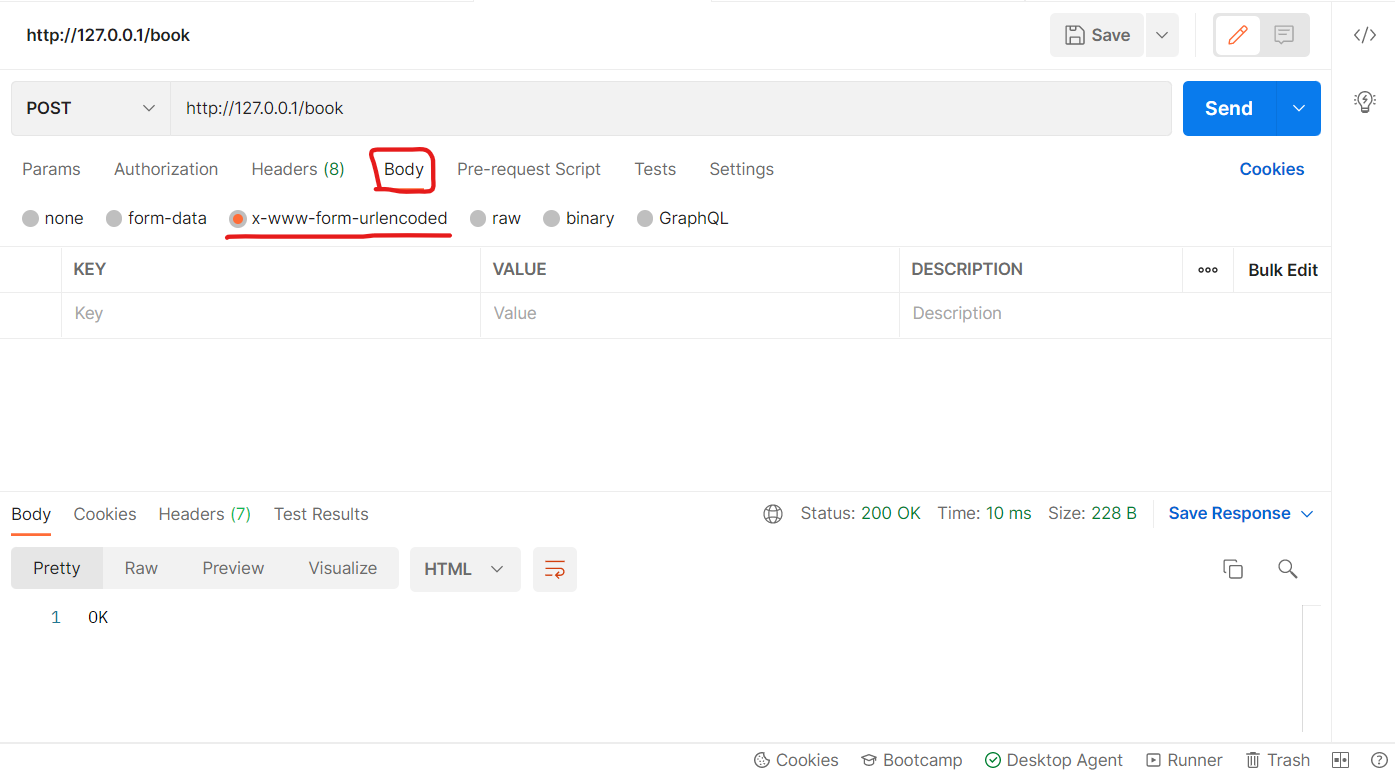 http://127.0.0.1/book Save
POST http://127.0.0.1/book Send
Params Authorization Headers (8) Body Pre-request Script Tests Settings Cookies
none form-data x-www-form-urlencoded raw binary GraphQL
KEY VALUE DESCRIPTION ooo Bulk Edit
Key Value Description
Body Cookies Headers (7) Test Results Status: 200 OK Time: 10 ms Size: 228 B Save Response
Pretty Raw Preview Visualize HTML
1 OK
Cookies Bootcamp Desktop Agent Runner Trash